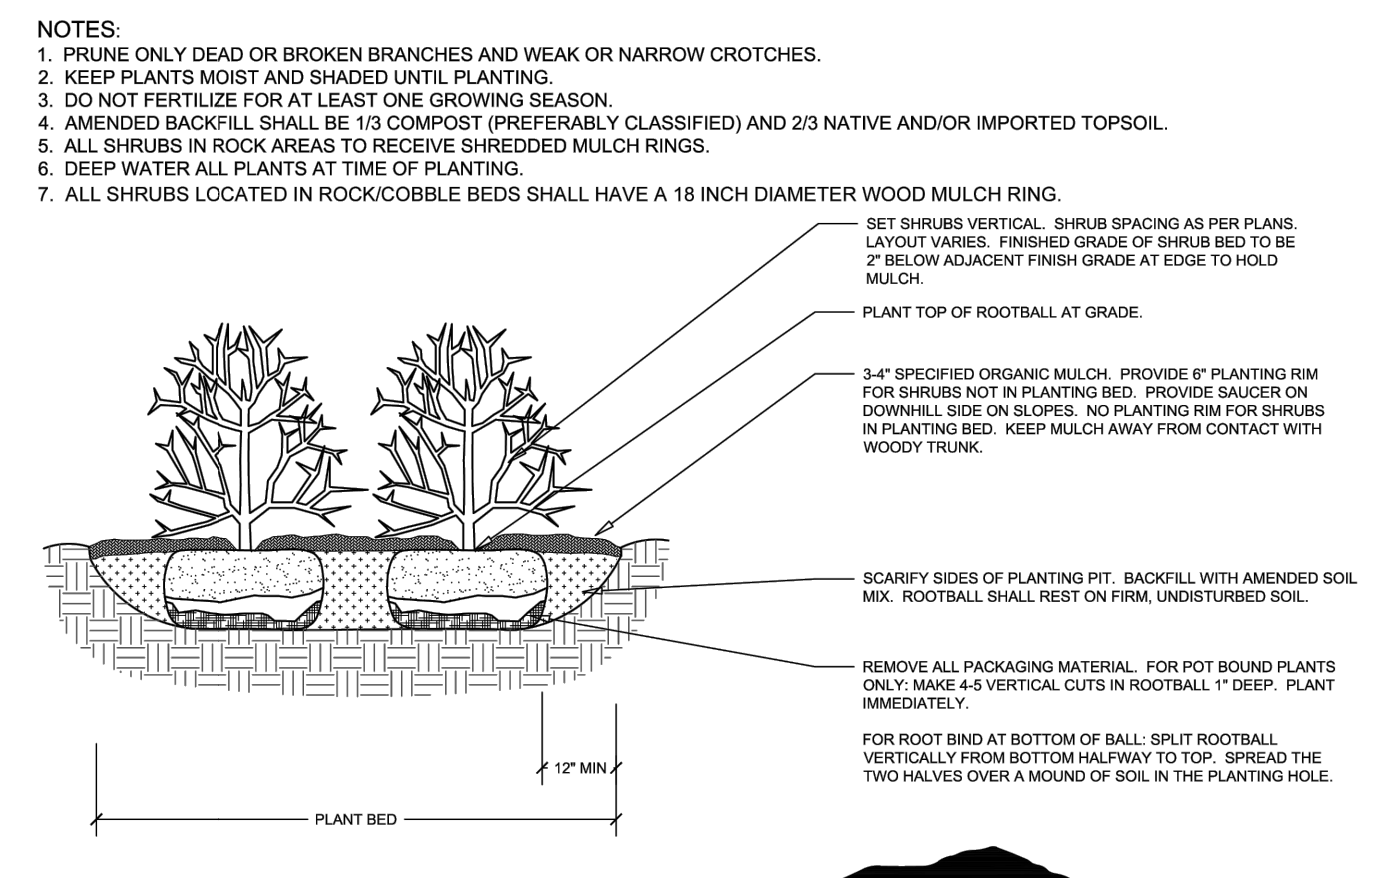 NOTES:
1. PRUNE ONLY DEAD OR BROKEN BRANCHES AND WEAK OR NARROW CROTCHES.
2. KEEP PLANTS MOIST AND SHADED UNTIL PLANTING.
3. DO NOT FERTILIZE FOR AT LEAST ONE GROWING SEASON.
4. AMENDED BACKFILL SHALL BE 1/3 COMPOST (PREFERABLY CLASSIFIED) AND 2/3 NATIVE AND/OR IMPORTED TOPSOIL.
5. ALL SHRUBS IN ROCK AREAS TO RECEIVE SHREDDED MULCH RINGS.
6. DEEP WATER ALL PLANTS AT TIME OF PLANTING.
7. ALL SHRUBS LOCATED IN ROCK/COBBLE BEDS SHALL HAVE A 18 INCH DIAMETER WOOD MULCH RING.
SET SHRUBS VERTICAL. SHRUB SPACING AS PER PLANS.
LAYOUT VARIES. FINISHED GRADE OF SHRUB BED TO BE
2" BELOW ADJACENT FINISH GRADE AT EDGE TO HOLD
MULCH.
PLANT TOP OF ROOTBALL AT GRADE.
3-4" SPECIFIED ORGANIC MULCH. PROVIDE 6" PLANTING RIM
FOR SHRUBS NOT IN PLANTING BED. PROVIDE SAUCER ON
DOWNHILL SIDE ON SLOPES. NO PLANTING RIM FOR SHRUBS
IN PLANTING BED. KEEP MULCH AWAY FROM CONTACT WITH
WOODY TRUNK.
SCARIFY SIDES OF PLANTING PIT. BACKFILL WITH AMENDED SOIL
MIX. ROOTBALL SHALL REST ON FIRM, UNDISTURBED SOIL.
REMOVE ALL PACKAGING MATERIAL. FOR POT BOUND PLANTS
ONLY: MAKE 4-5 VERTICAL CUTS IN ROOTBALL 1" DEEP. PLANT
IMMEDIATELY.
FOR ROOT BIND AT BOTTOM OF BALL: SPLIT ROOTBALL
VERTICALLY FROM BOTTOM HALFWAY TO TOP. SPREAD THE
TWO HALVES OVER A MOUND OF SOIL IN THE PLANTING HOLE.
12" MIN
PLANT BED